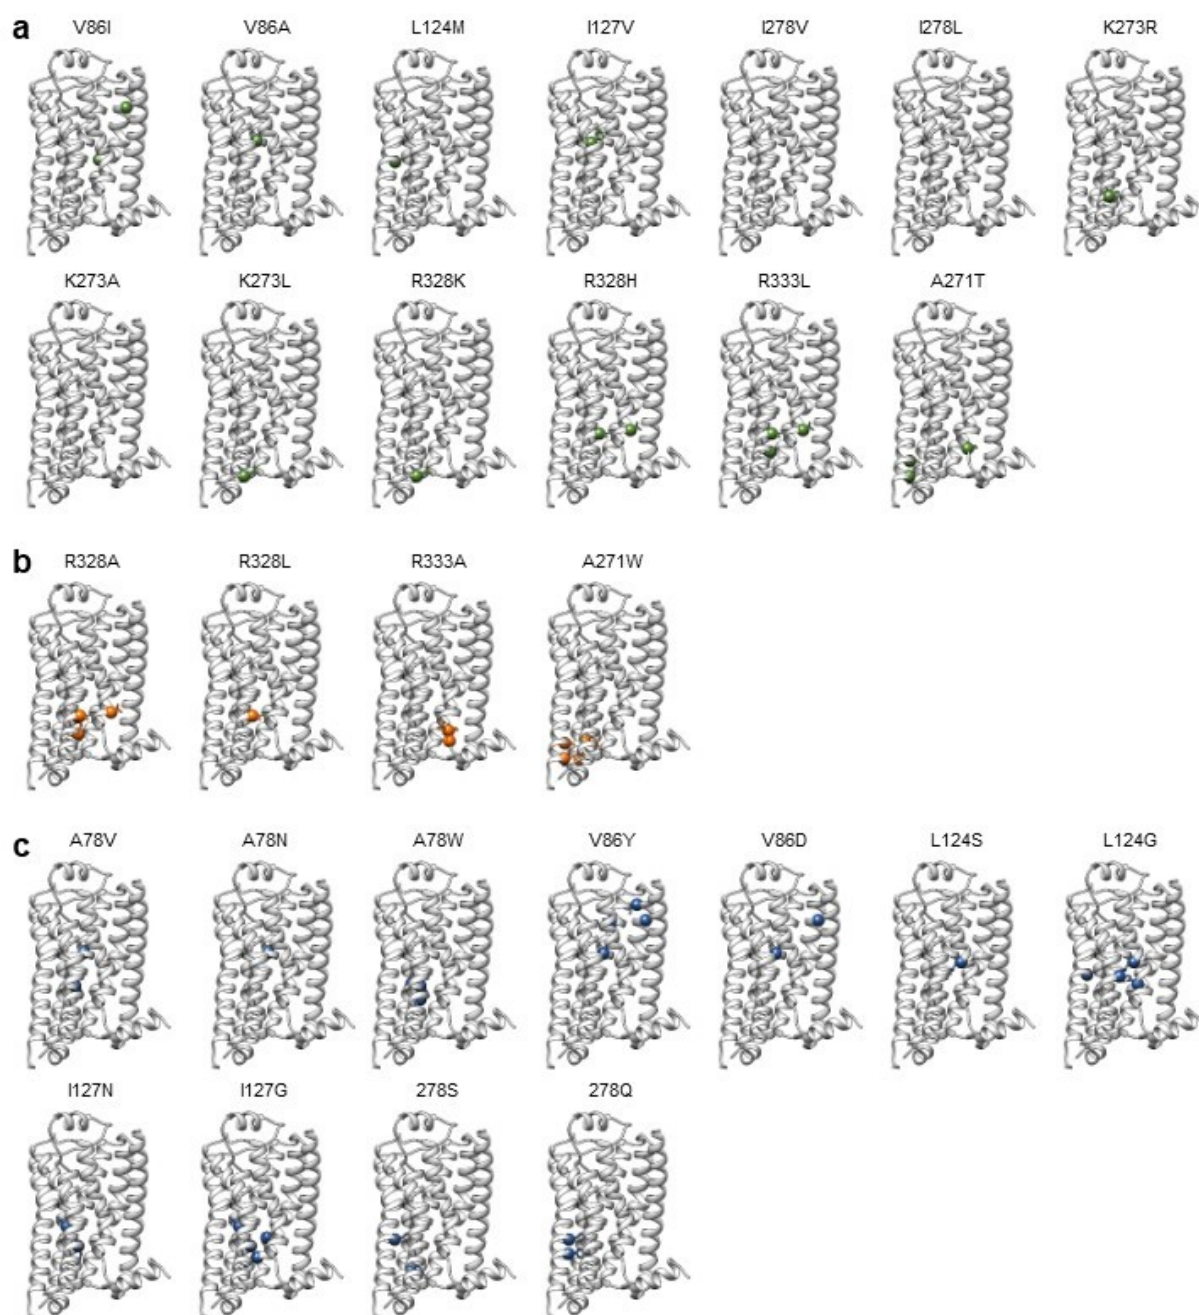 a
V86I V86A L124M I127V I278V I278L K273R
K273A K273L R328K R328H R333L A271T
b
R328A R328L R333A A271W
c
A78V A78N A78W V86Y V86D L124S L124G
I127N I127G 278S 278Q